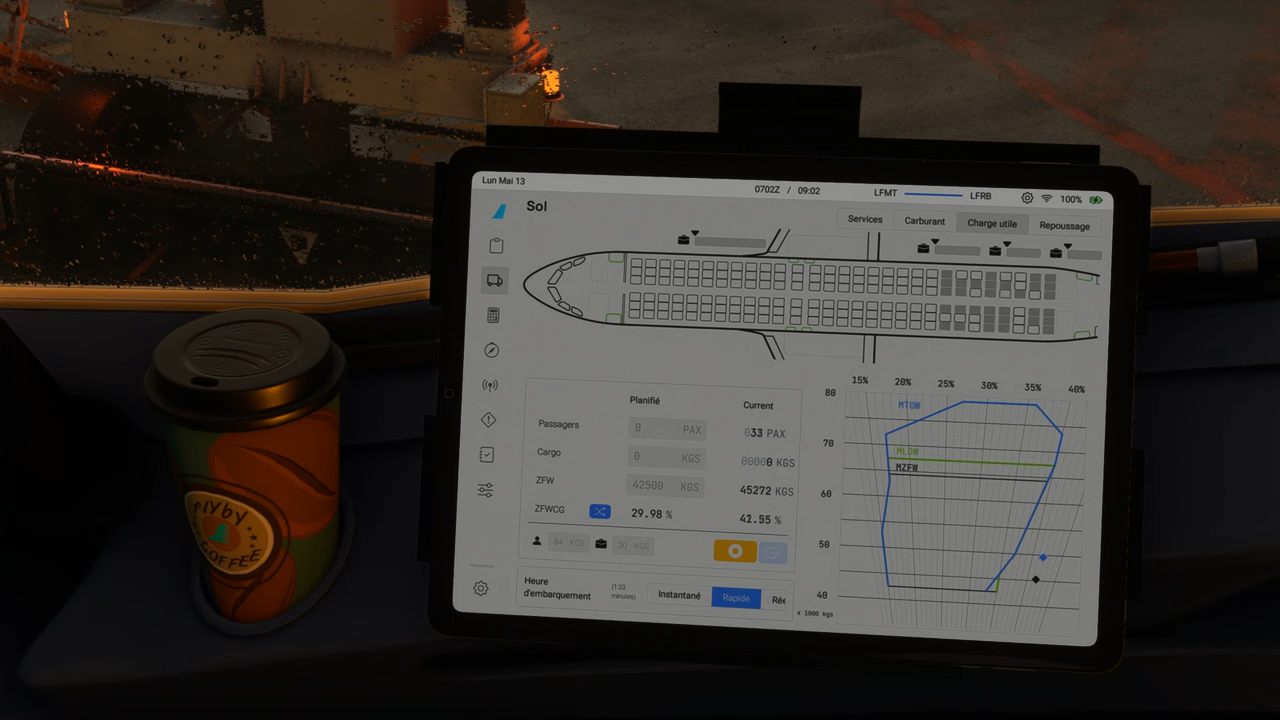 Lun Mai 13
0702Z / 09:02
LFMT LFRB
100%
Sol
Services Carburant Charge utile Repoussage
Planifié Current
Passagers 0 PAX 033 PAX
Cargo 0 KGS 00000 KGS
ZFW 42500 KGS 45272 KGS
ZFWCG 29.98 % 41.55 %
84 KGS 20 KGS
Heure
d'embarquement
(1:33
minutes)
Instantané Rapide Rée
15% 20% 25% 30% 35% 40%
80
70
60
50
40
x 1000 kgs
MTOW
MLDW
MZFW
flyby
COFFEE